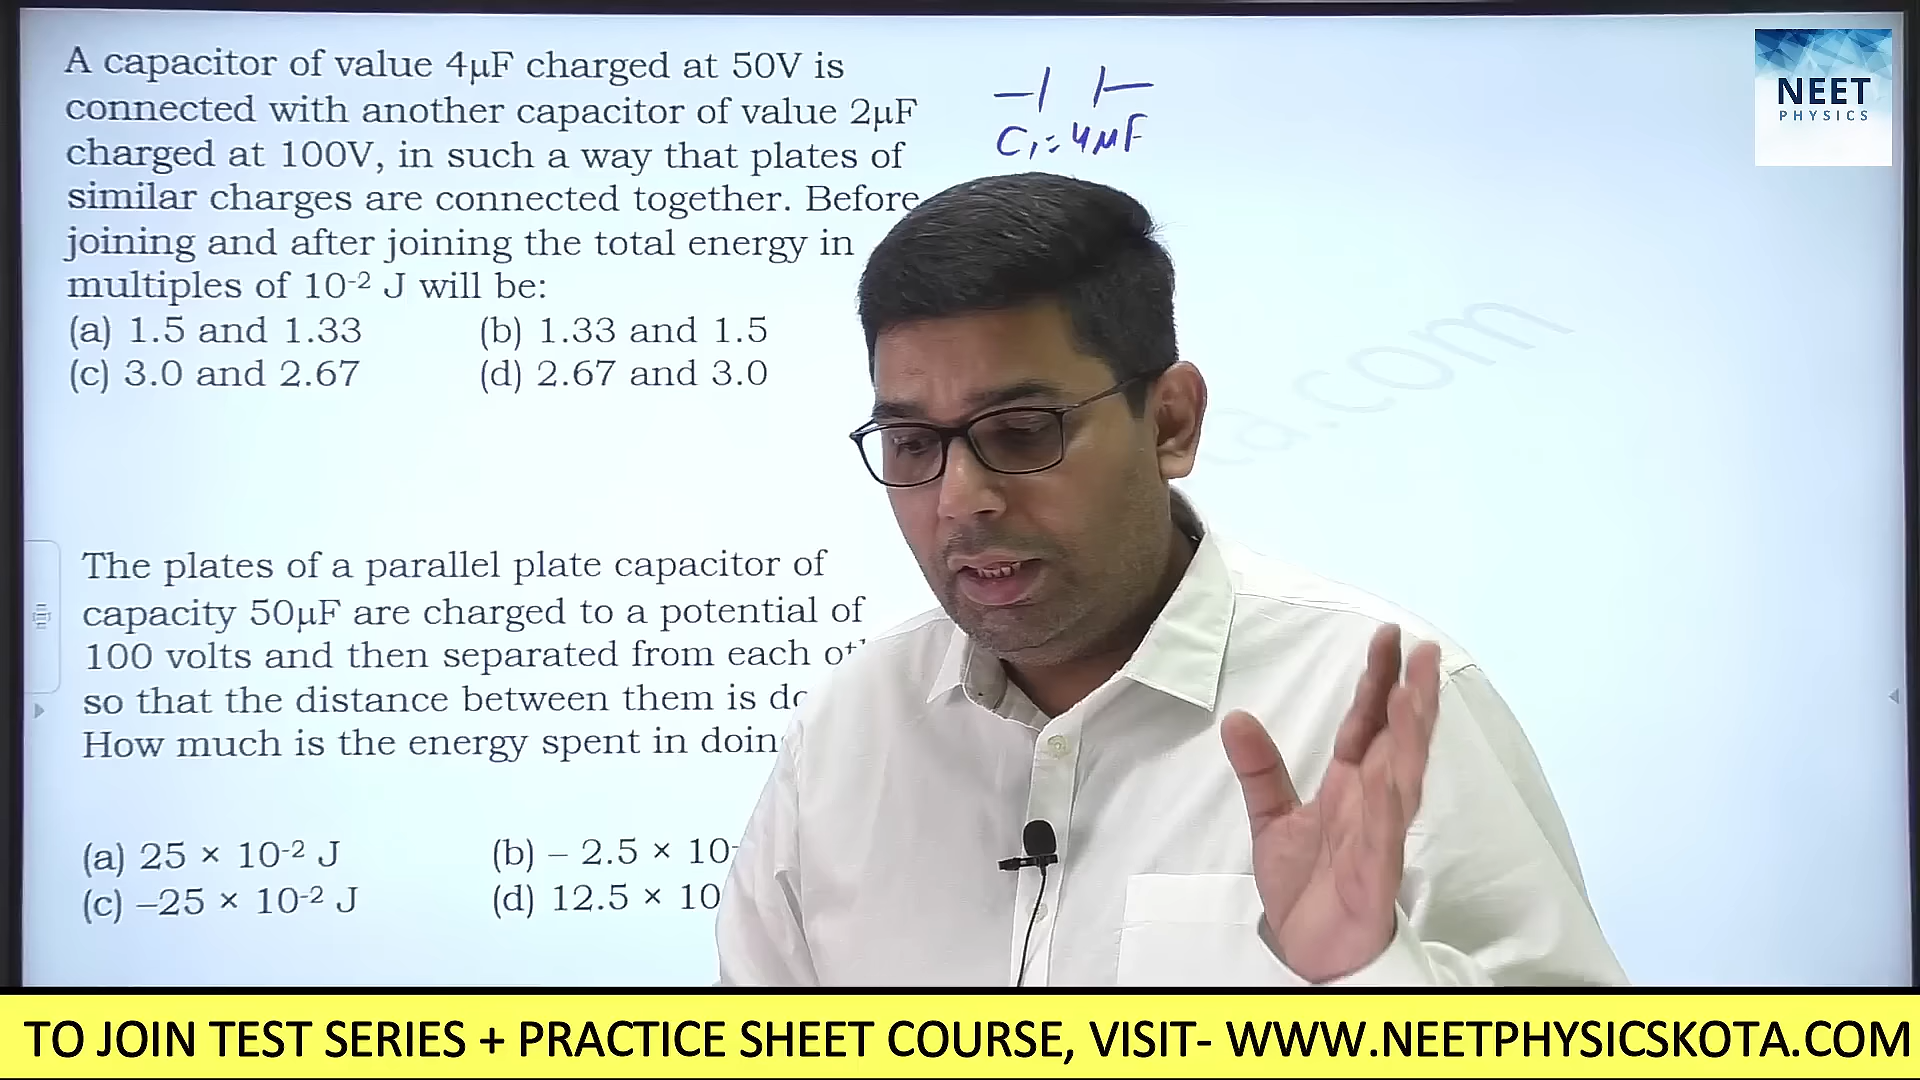 A capacitor of value 4μF charged at 50V is
connected with another capacitor of value 2μF
charged at 100V, in such a way that plates of
similar charges are connected together. Before
joining and after joining the total energy in
multiples of 10⁻² J will be:
(a) 1.5 and 1.33 (b) 1.33 and 1.5
(c) 3.0 and 2.67 (d) 2.67 and 3.0
C₁=4μF
NEET
PHYSICS
ta.com
The plates of a parallel plate capacitor of
capacity 50μF are charged to a potential of
100 volts and then separated from each
so that the distance between them is
How much is the energy spent in
(a) 25 × 10⁻² J (b) – 2.5 × 10⁻
(c) –25 × 10⁻² J (d) 12.5 × 10
TO JOIN TEST SERIES + PRACTICE SHEET COURSE, VISIT- WWW.NEETPHYSICSKOTA.COM